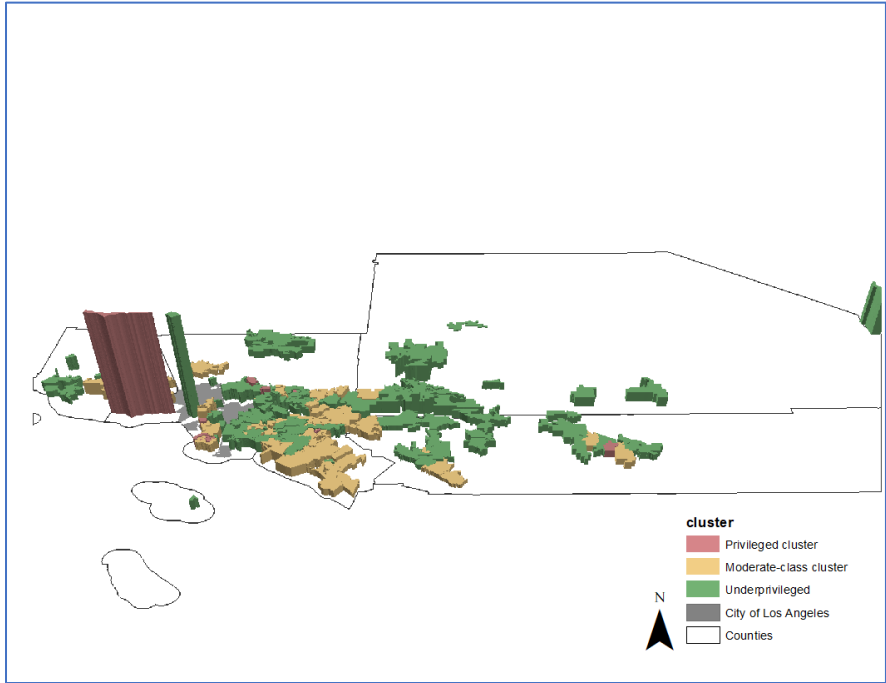 cluster
Privileged cluster
Moderate-class cluster
Underprivileged
City of Los Angeles
Counties
N